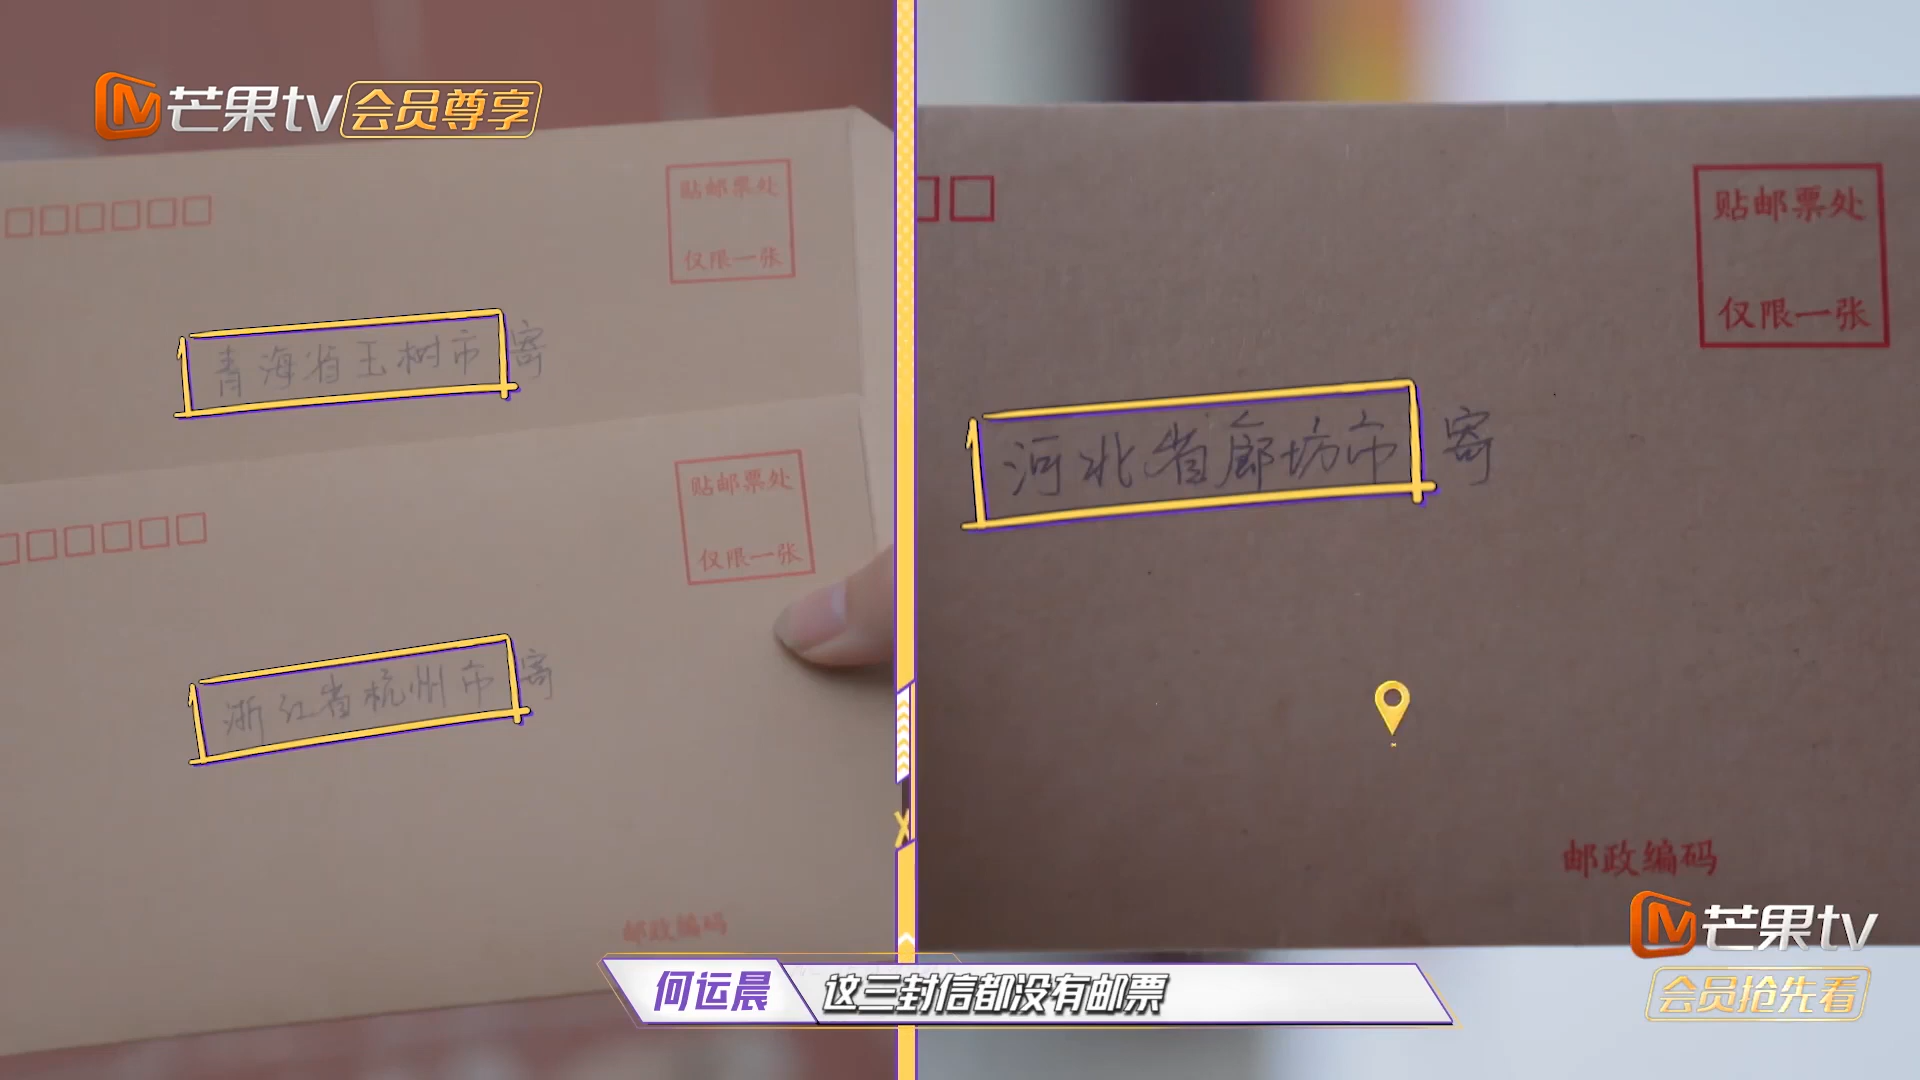 芒果tv 会员尊享
贴邮票处
仅限一张
青海省玉树市寄
贴邮票处
仅限一张
浙江省杭州市寄
邮政编码
贴邮票处
仅限一张
河北省廊坊市寄
邮政编码
芒果tv
会员抢先看
何运晨 这三封信都没有邮票